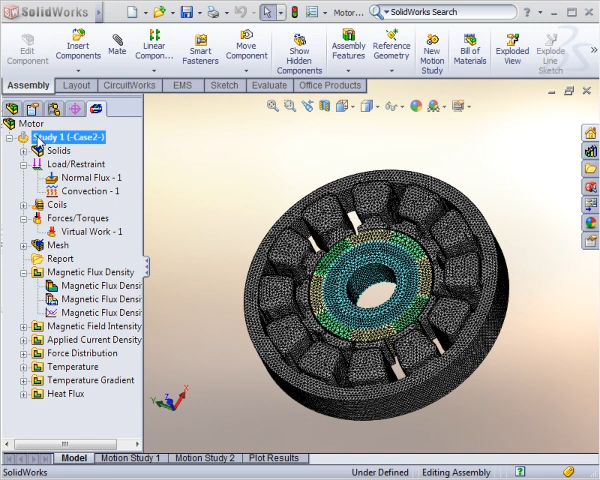 SolidWorks
Motor...
SolidWorks Search
Edit Component
Insert Components
Mate
Linear Compon...
Smart Fasteners
Move Component
Show Hidden Components
Assembly Features
Reference Geometry
New Motion Study
Bill of Materials
Exploded View
Explode Line Sketch
Assembly
Layout
CircuitWorks
EMS
Sketch
Evaluate
Office Products
Motor
Study 1 (-Case2-)
Solids
Load/Restraint
Normal Flux - 1
Convection - 1
Coils
Forces/Torques
Virtual Work - 1
Mesh
Report
Magnetic Flux Density
Magnetic Flux Densi
Magnetic Flux Densi
Magnetic Flux Densi
Magnetic Field Intensity
Applied Current Density
Force Distribution
Temperature
Temperature Gradient
Heat Flux
Y
Z
X
Model
Motion Study 1
Motion Study 2
Plot Results
SolidWorks
Under Defined
Editing Assembly